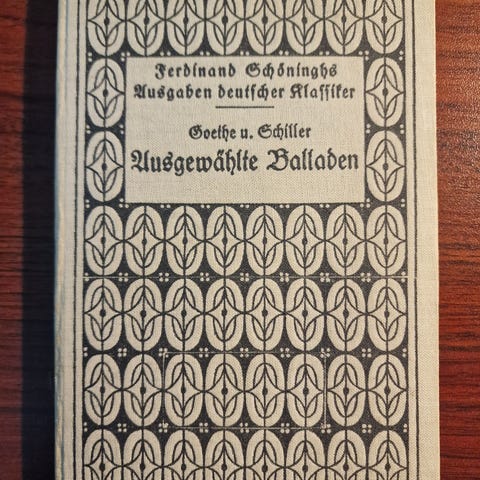 Ferdinand Schöninghs
Ausgaben deutscher Klassiker
Goethe u. Schiller
Ausgewählte Balladen